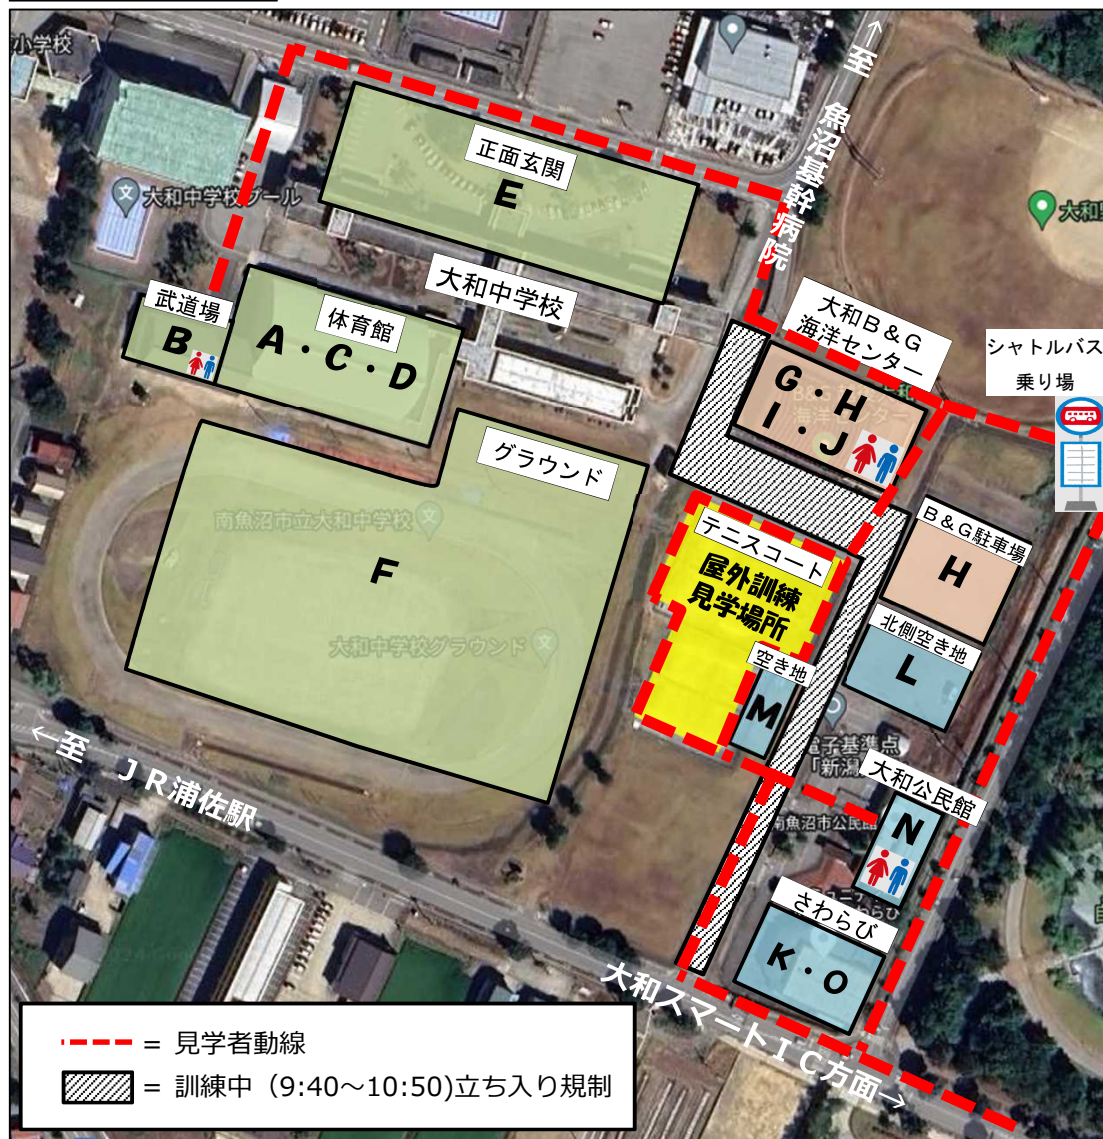 小学校
←至
魚沼基幹病院
大和中学校プール
正面玄関
E
大和中学校
武道場
B
体育館
A・C・D
大和B&G
海洋センター
G・H
I・J
シャトルバス
乗り場
グラウンド
南魚沼市立大和中学校
F
大和中学校グラウンド
テニスコート
屋外訓練
見学場所
B&G駐車場
H
北側空き地
L
空き地
M
電子基準点
「新潟
大和公民館
南魚沼市公民館
N
さわらび
K・O
←至 JR浦佐駅
大和スマートIC方面→
= 見学者動線
= 訓練中（9:40～10:50)立ち入り規制